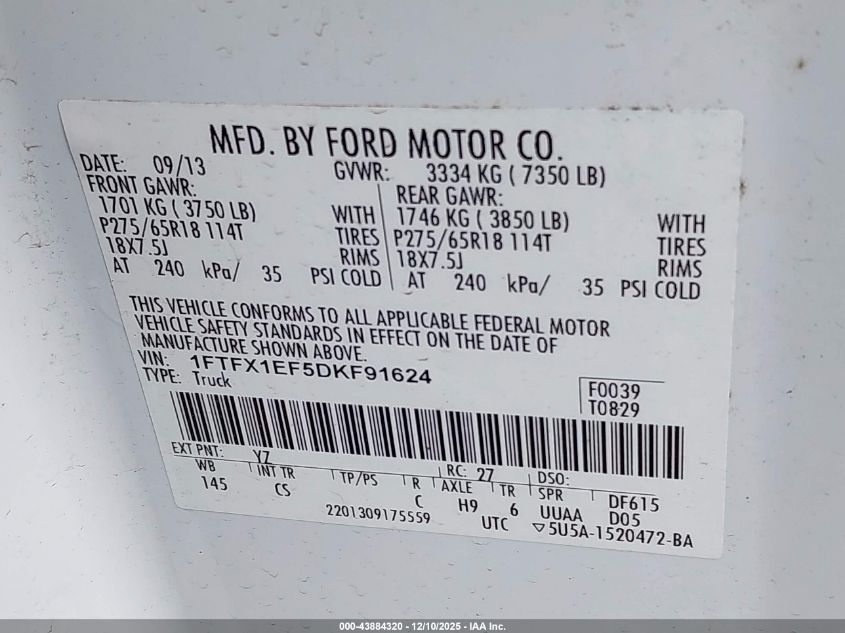 MFD. BY FORD MOTOR CO.
DATE: 09/13 GVWR: 3334 KG ( 7350 LB)
FRONT GAWR: REAR GAWR:
1701 KG ( 3750 LB) WITH 1746 KG ( 3850 LB) WITH
P275/65R18 114T TIRES P275/65R18 114T TIRES
18X7.5J RIMS 18X7.5J RIMS
AT 240 kPa/ 35 PSI COLD AT 240 kPa/ 35 PSI COLD
THIS VEHICLE CONFORMS TO ALL APPLICABLE FEDERAL MOTOR
VEHICLE SAFETY STANDARDS IN EFFECT ON THE DATE OF
MANUFACTURE SHOWN ABOVE.
VIN: 1FTFX1EF5DKF91624
TYPE: Truck
F0039
T0829
EXT PNT: YZ RC: 27 DSO:
WB INT TR TP/PS R AXLE TR SPR DF615
145 CS C H9 6 UUAA D05
2201309175559 UTC ▽5U5A-1520472-BA
000-43884320 - 12/10/2025 - IAA Inc.